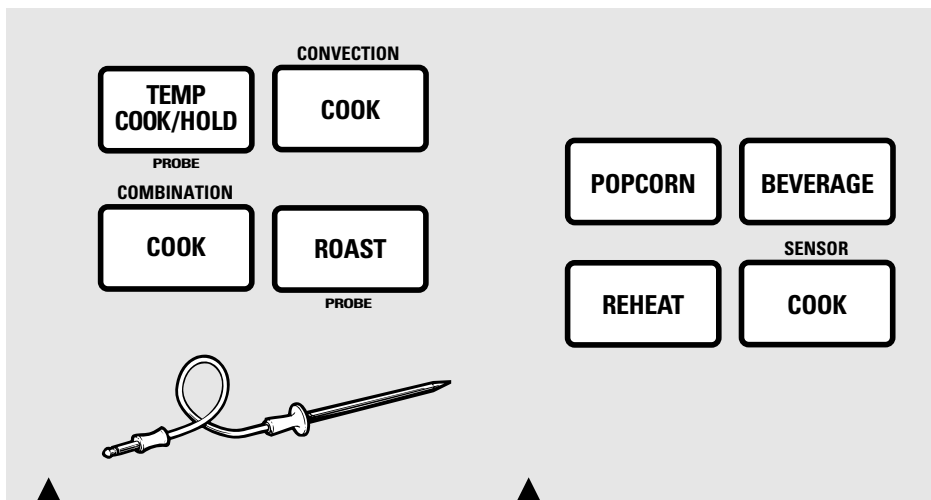 CONVECTION
TEMP
COOK/HOLD
COOK
PROBE
COMBINATION
COOK
ROAST
PROBE
POPCORN
BEVERAGE
SENSOR
REHEAT
COOK